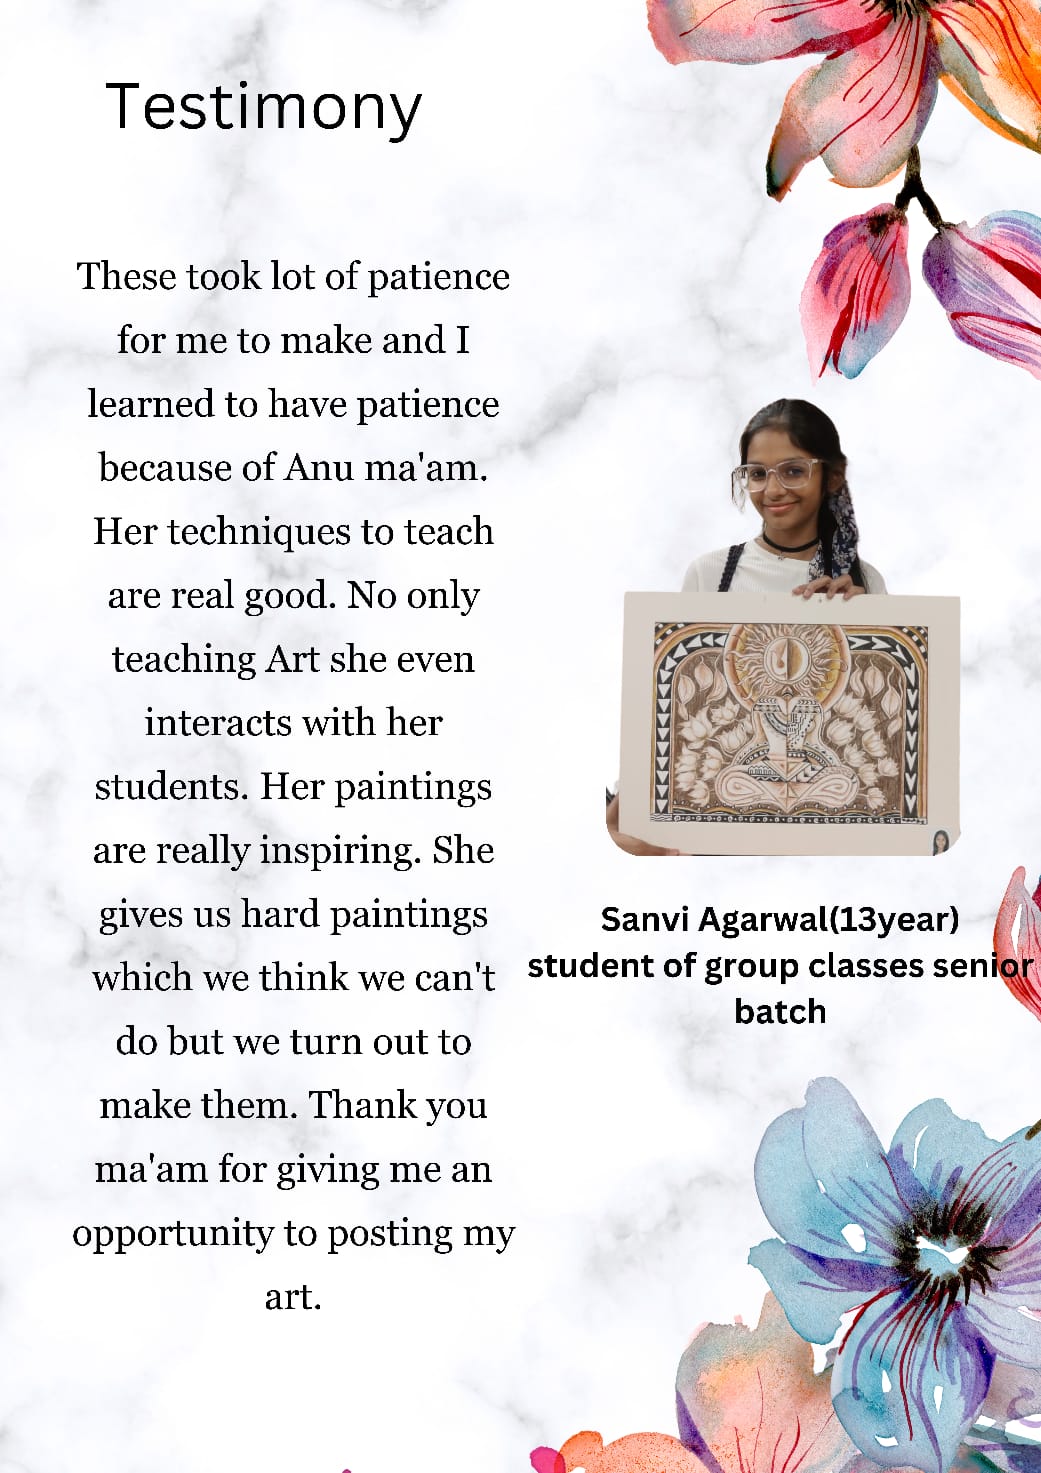 Testimony
These took lot of patience
for me to make and I
learned to have patience
because of Anu ma'am.
Her techniques to teach
are real good. No only
teaching Art she even
interacts with her
students. Her paintings
are really inspiring. She
gives us hard paintings
which we think we can't
do but we turn out to
make them. Thank you
ma'am for giving me an
opportunity to posting my
art.
Sanvi Agarwal(13year)
student of group classes senior
batch